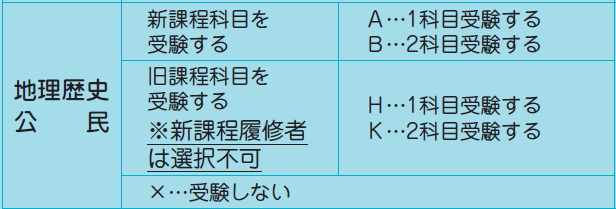 地理歴史
公　　民
新課程科目を
受験する
A…1科目受験する
B…2科目受験する
旧課程科目を
受験する
※新課程履修者
は選択不可
H…1科目受験する
K…2科目受験する
×…受験しない